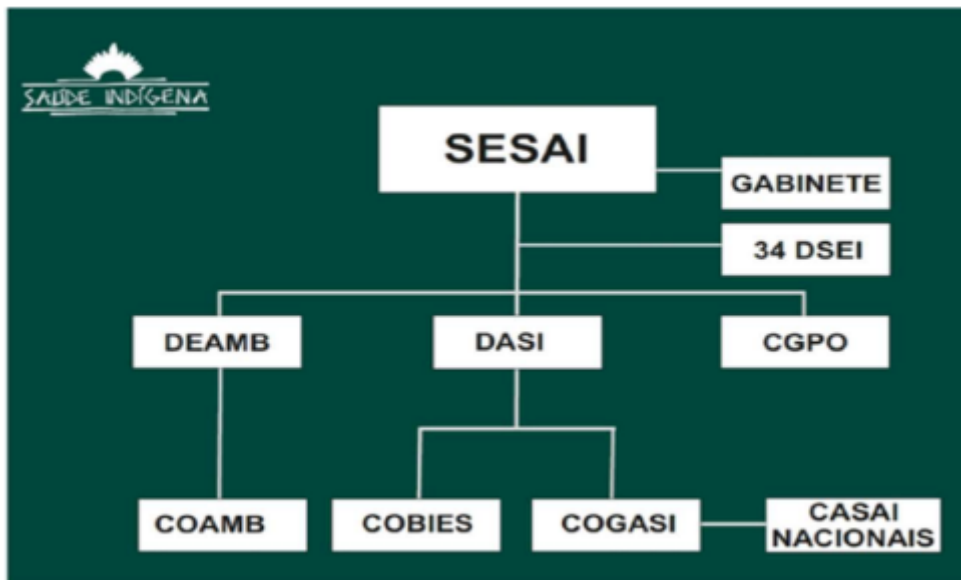 SAÚDE INDÍGENA
SESAI
GABINETE
34 DSEI
DEAMB
DASI
CGPO
COAMB
COBIES
COGASI
CASAI
NACIONAIS